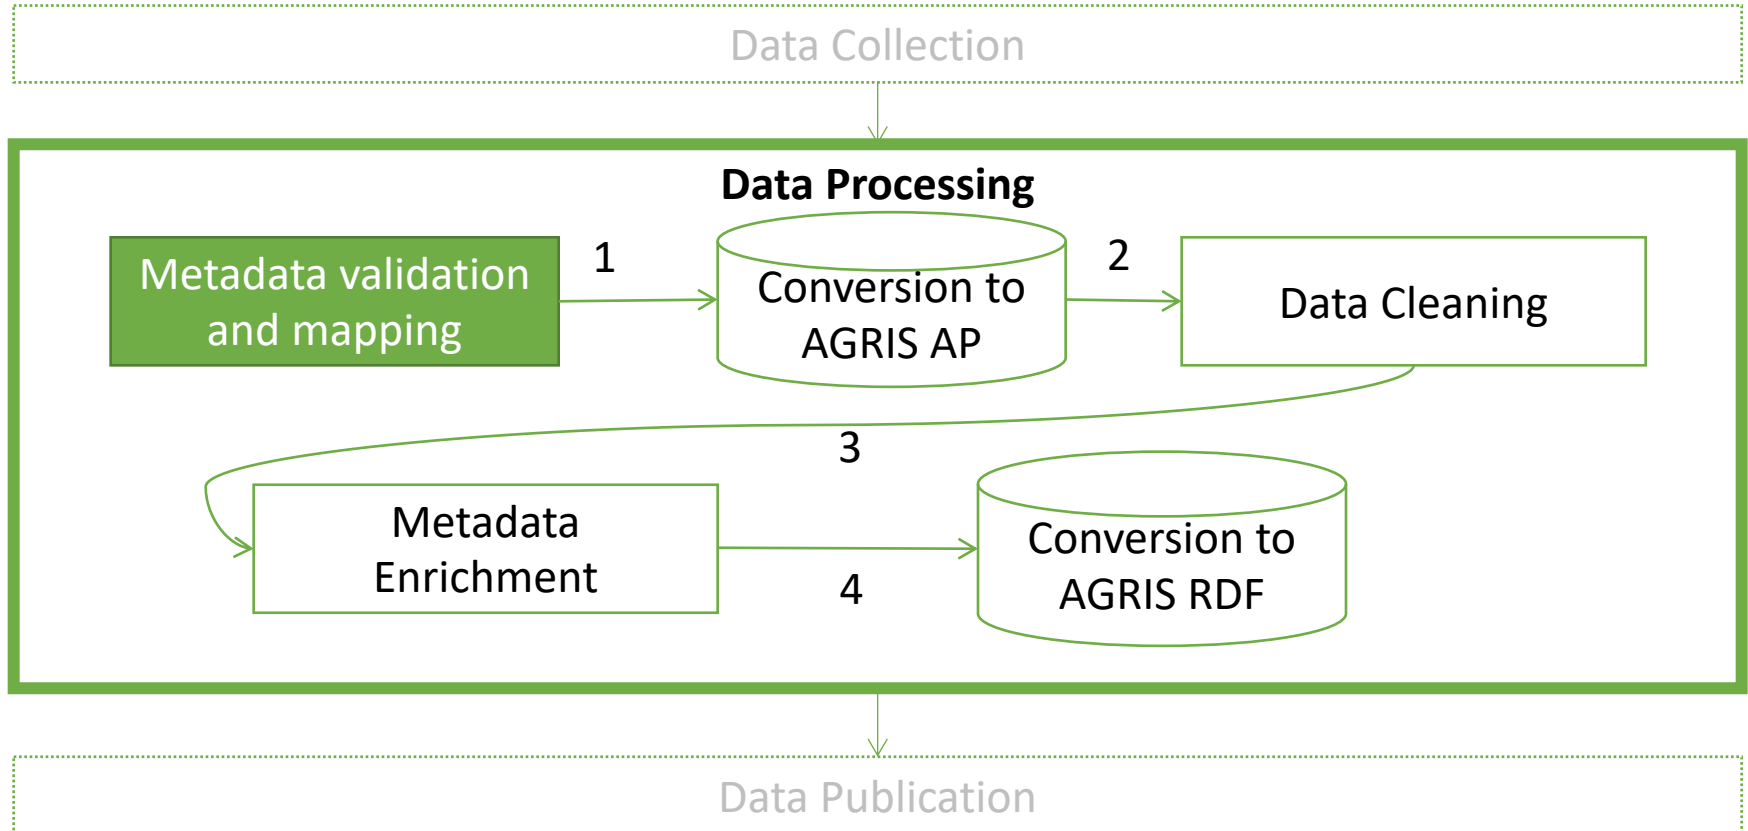 Data Collection
Data Processing
Metadata validation
and mapping
1
Conversion to
AGRIS AP
2
Data Cleaning
3
Metadata
Enrichment
4
Conversion to
AGRIS RDF
Data Publication